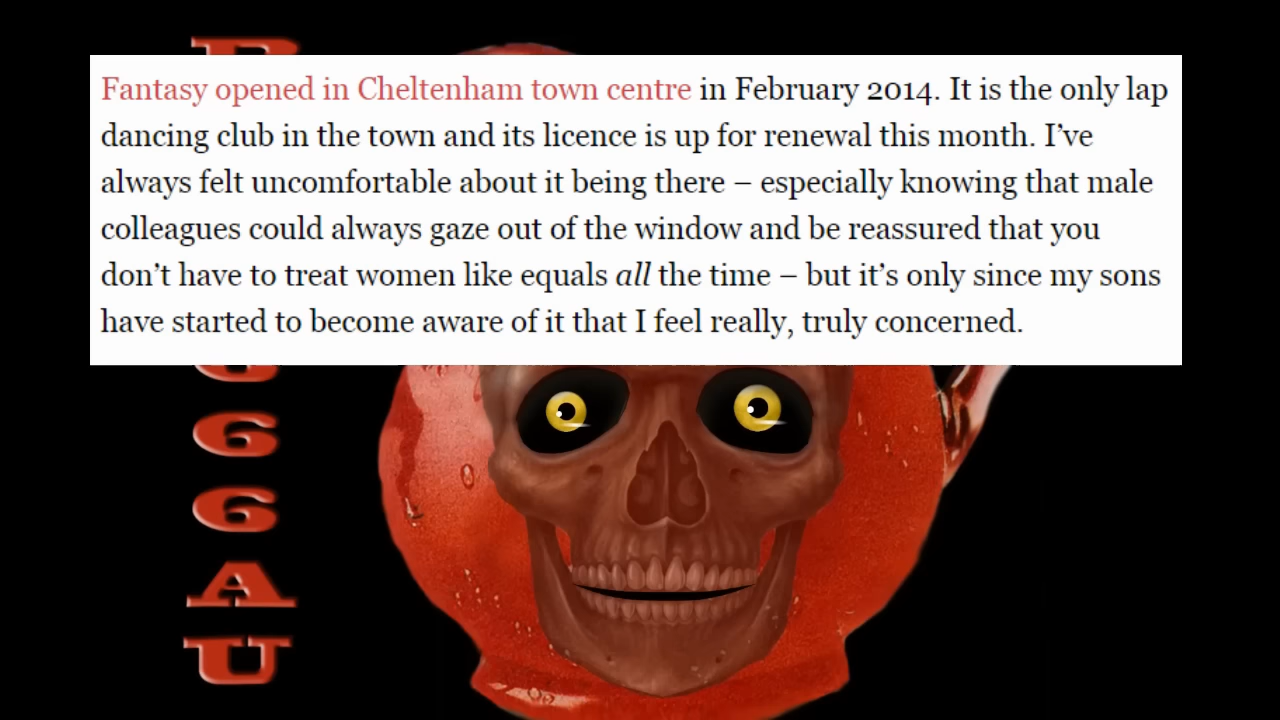 Fantasy opened in Cheltenham town centre in February 2014. It is the only lap
dancing club in the town and its licence is up for renewal this month. I’ve
always felt uncomfortable about it being there – especially knowing that male
colleagues could always gaze out of the window and be reassured that you
don’t have to treat women like equals all the time – but it’s only since my sons
have started to become aware of it that I feel really, truly concerned.
6
6
A
U